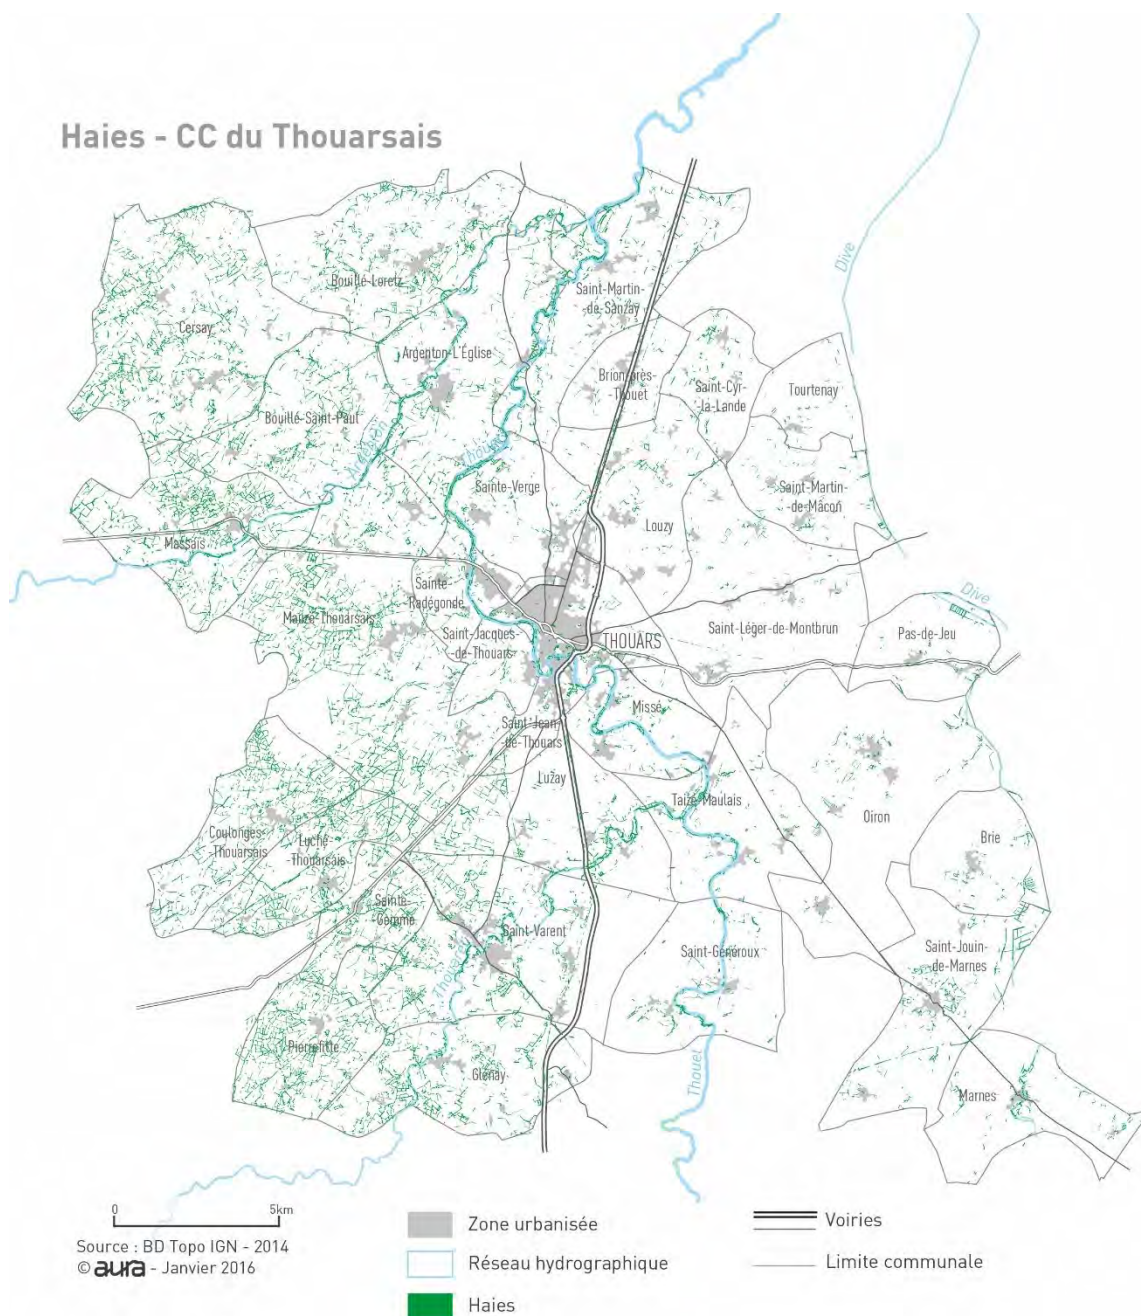 Haies - CC du Thouarsais
Dive
Bouillé-Loretz
Saint-Martin-
-de-Sanzay
Cersay
Argenton-L'Église
Brion-près-
-Thouet
Saint-Cyr-
-la-Lande
Tourtenay
Bouillé-Saint-Paul
Argenton
Thouet
Sainte-Verge
Saint-Martin-
-de-Mâcon
Louzy
Massais
Sainte-
-Radégonde
Mauzé-Thouarsais
Dive
Saint-Jacques-
-de-Thouars
THOUARS
Saint-Léger-de-Montbrun
Pas-de-Jeu
Missé
Saint-Jean-
-de-Thouars
Luzay
Taizé-Maulais
Oiron
Coulonges-
-Thouarsais
Luché-
-Thouarsais
Brie
Sainte-
-Gemme
Saint-Varent
Saint-Généroux
Saint-Jouin-
-de-Marnes
Pierrefitte
Glénay
Thouet
Marnes
0 5km
Source : BD Topo IGN - 2014
© aura - Janvier 2016
Zone urbanisée
Réseau hydrographique
Haies
Voiries
Limite communale